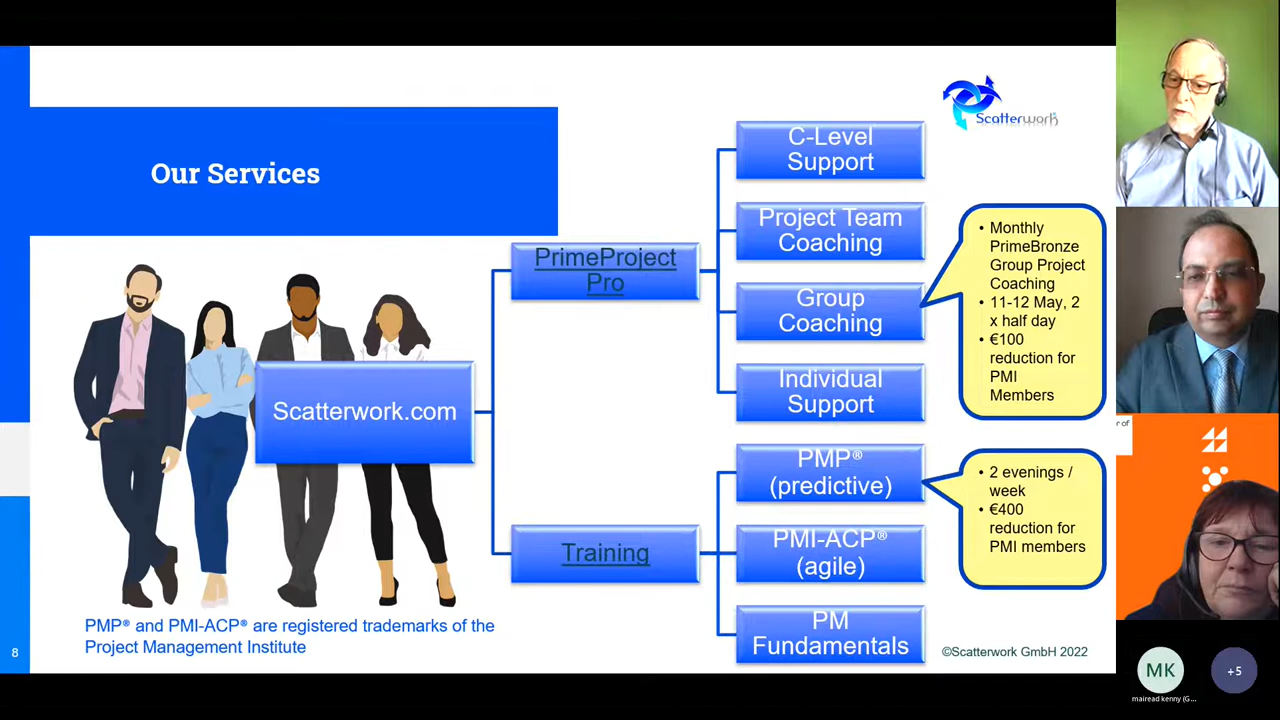 Our Services
Scatterwork
Scatterwork.com
PrimeProject
Pro
C-Level
Support
Project Team
Coaching
Group
Coaching
Individual
Support
• Monthly
PrimeBronze
Group Project
Coaching
• 11-12 May, 2
x half day
• €100
reduction for
PMI
Members
Training
PMP®
(predictive)
PMI-ACP®
(agile)
PM
Fundamentals
• 2 evenings /
week
• €400
reduction for
PMI members
PMP® and PMI-ACP® are registered trademarks of the
Project Management Institute
8
©Scatterwork GmbH 2022
of
MK
+5
mairead kenny (G...